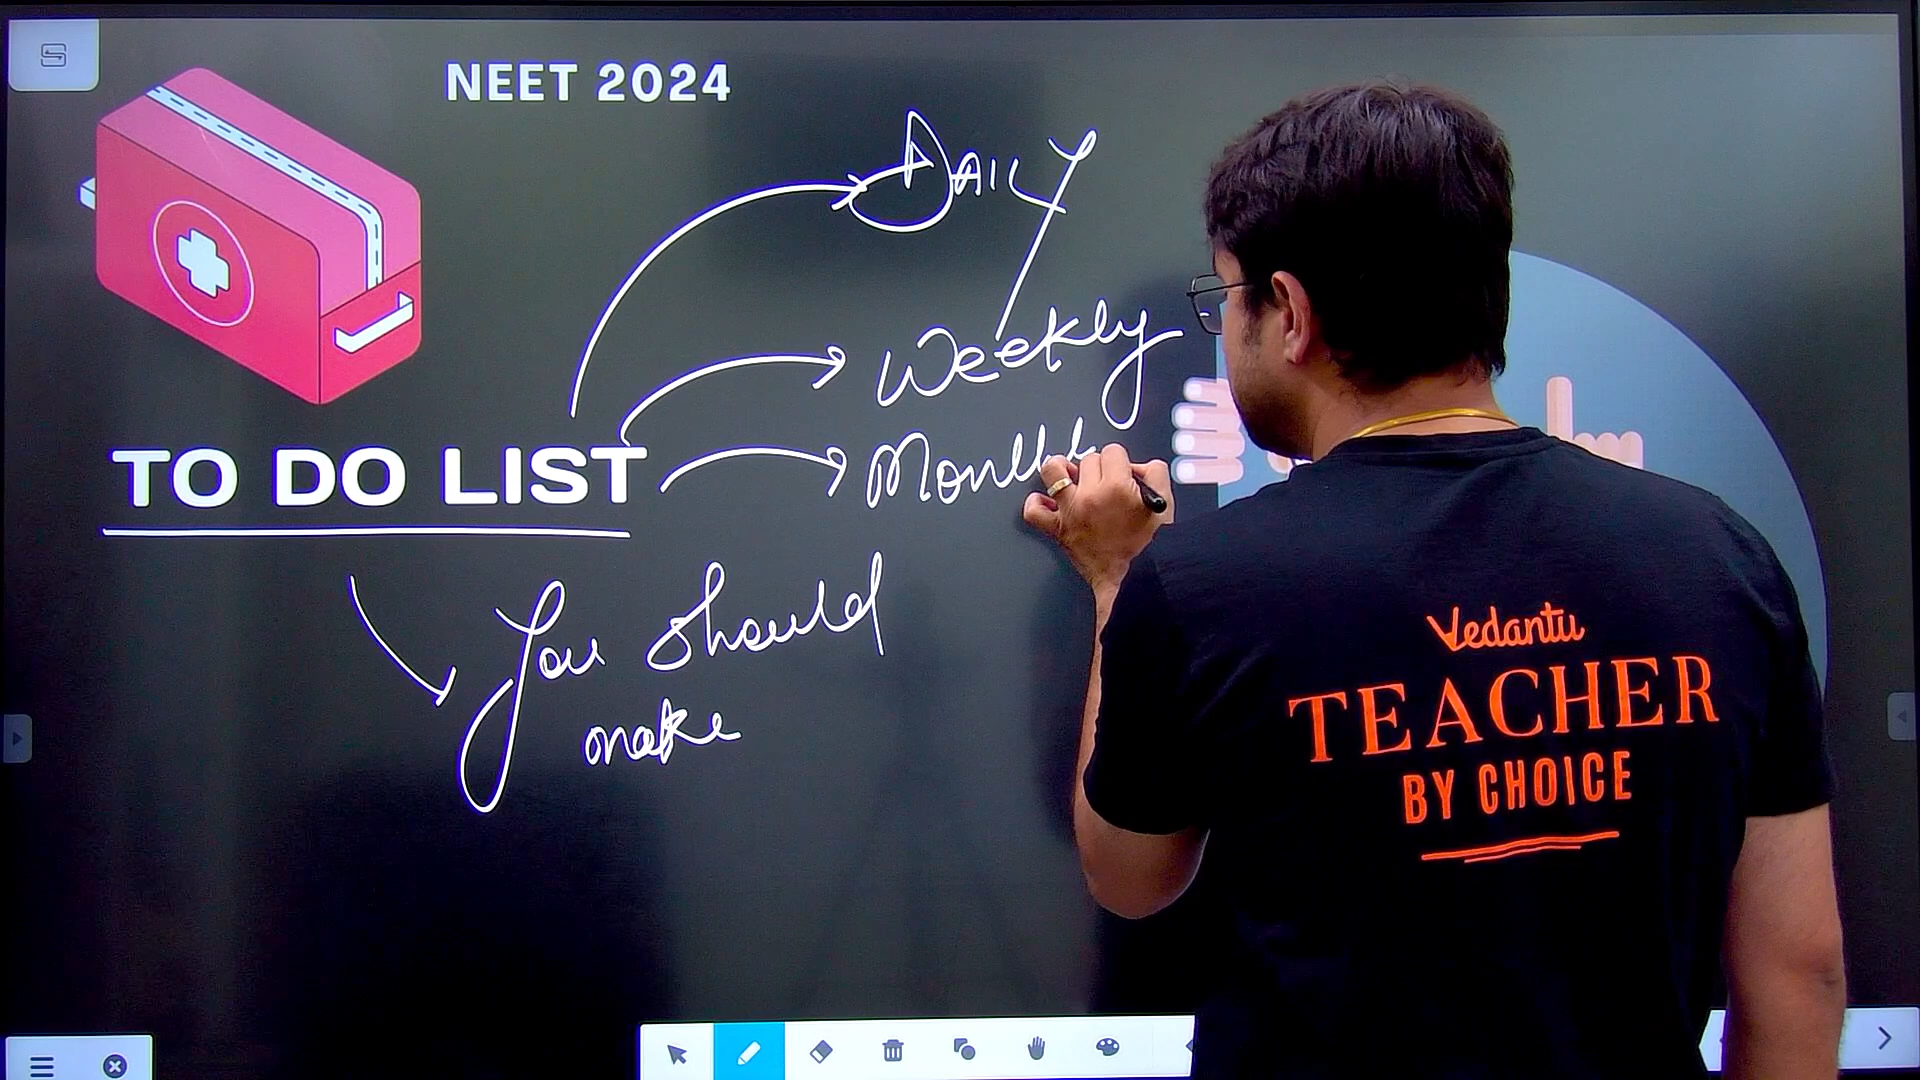 NEET 2024
DAILY
Weekly
TO DO LIST
You should
make
Vedantu
TEACHER
BY CHOICE